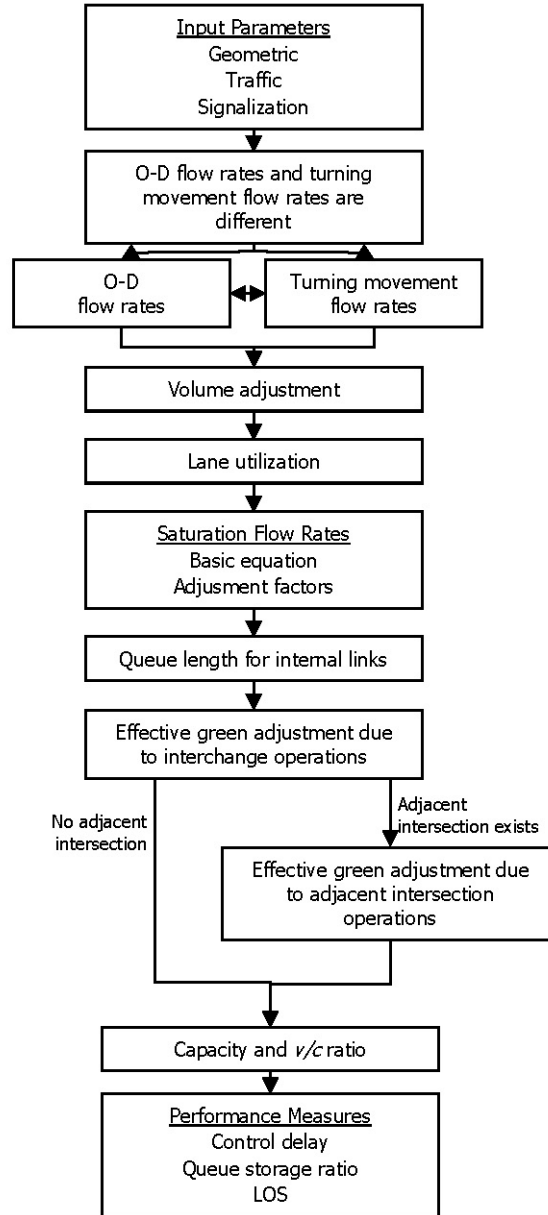 Input Parameters
Geometric
Traffic
Signalization
O-D flow rates and turning
movement flow rates are
different
O-D
flow rates
Turning movement
flow rates
Volume adjustment
Lane utilization
Saturation Flow Rates
Basic equation
Adjusment factors
Queue length for internal links
Effective green adjustment due
to interchange operations
No adjacent
intersection
Adjacent
intersection exists
Effective green adjustment due
to adjacent intersection
operations
Capacity and v/c ratio
Performance Measures
Control delay
Queue storage ratio
LOS